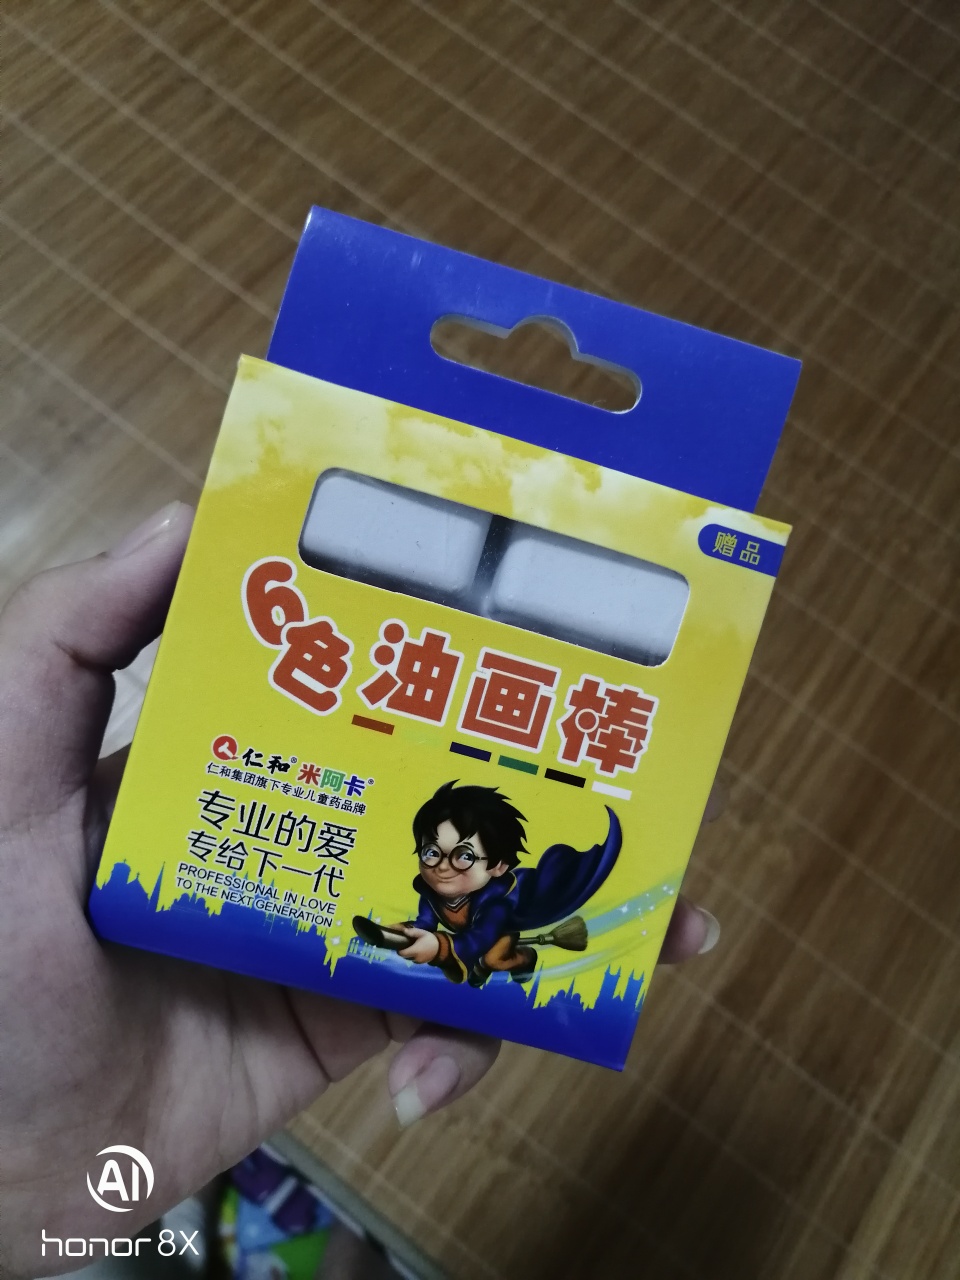 赠品
6色油画棒
仁和® 米阿卡®
仁和集团旗下专业儿童药品牌
专业的爱
专给下一代
PROFESSIONAL IN LOVE
TO THE NEXT GENERATION
AI
honor 8X